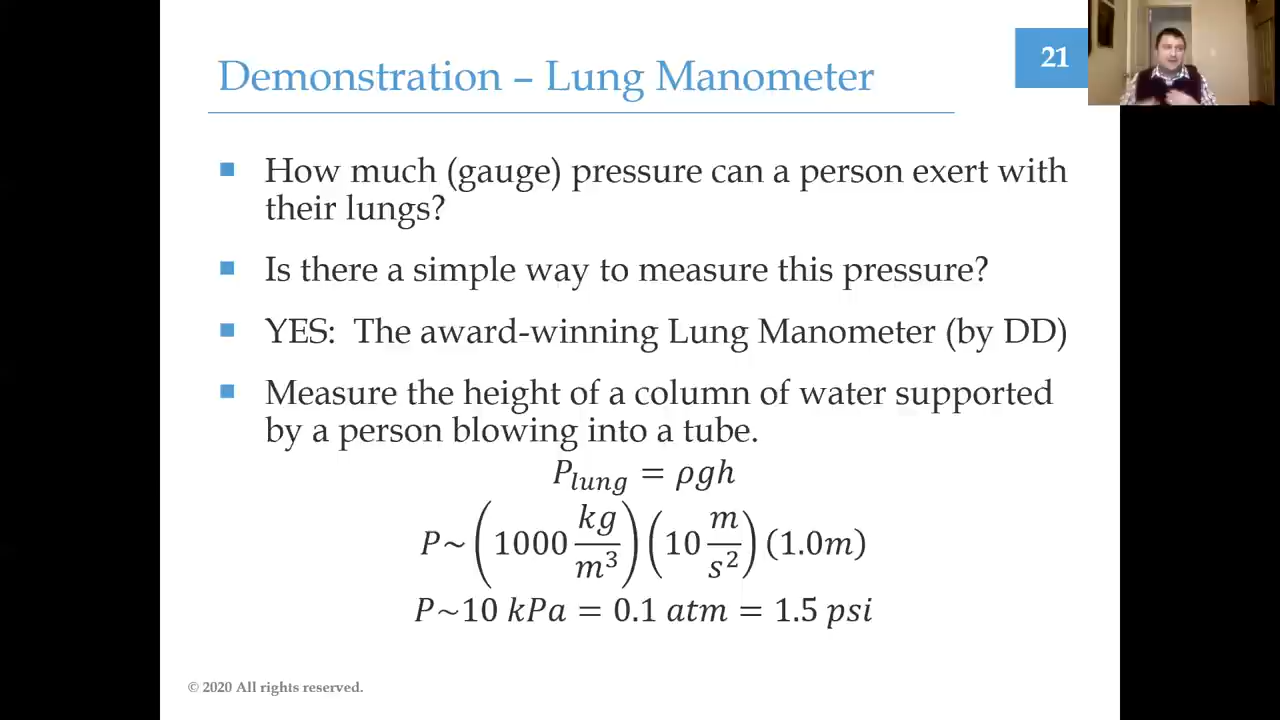 21
Demonstration – Lung Manometer
▪ How much (gauge) pressure can a person exert with
their lungs?
▪ Is there a simple way to measure this pressure?
▪ YES: The award-winning Lung Manometer (by DD)
▪ Measure the height of a column of water supported
by a person blowing into a tube.
P_lung = ρgh
P~(1000 kg/m³)(10 m/s²)(1.0m)
P~10 kPa = 0.1 atm = 1.5 psi
© 2020 All rights reserved.